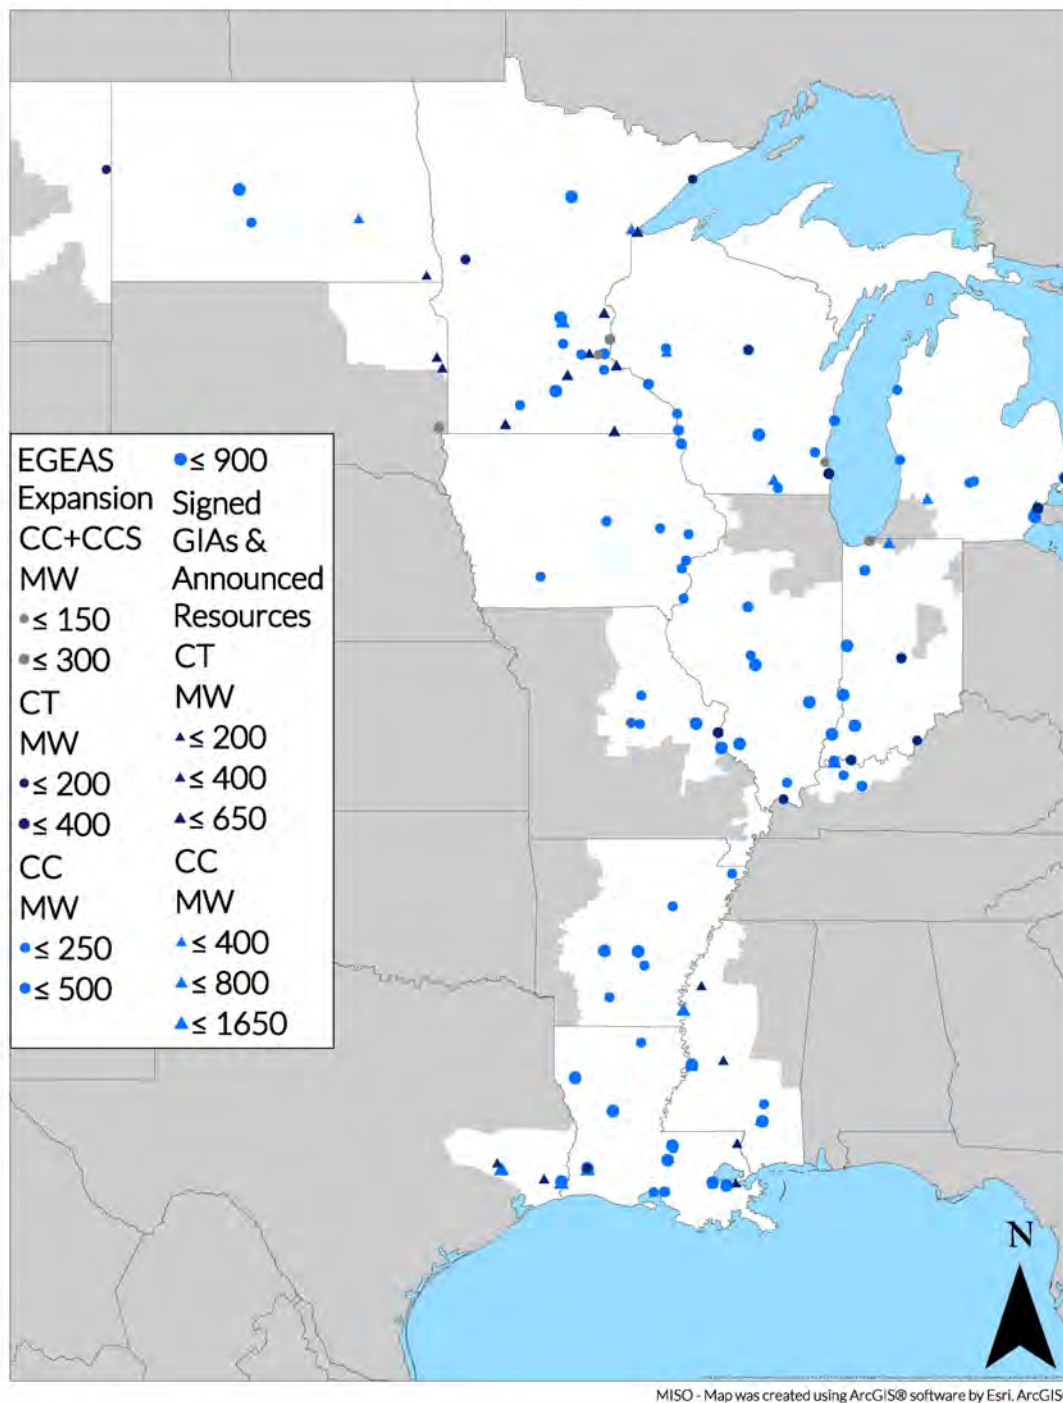 EGEAS
Expansion
CC+CCS
MW
≤ 150
≤ 300
CT
MW
≤ 200
≤ 400
CC
MW
≤ 250
≤ 500
≤ 900
Signed
GIAs &
Announced
Resources
CT
MW
≤ 200
≤ 400
≤ 650
CC
MW
≤ 400
≤ 800
≤ 1650
N
MISO - Map was created using ArcGIS® software by Esri. ArcGIS®